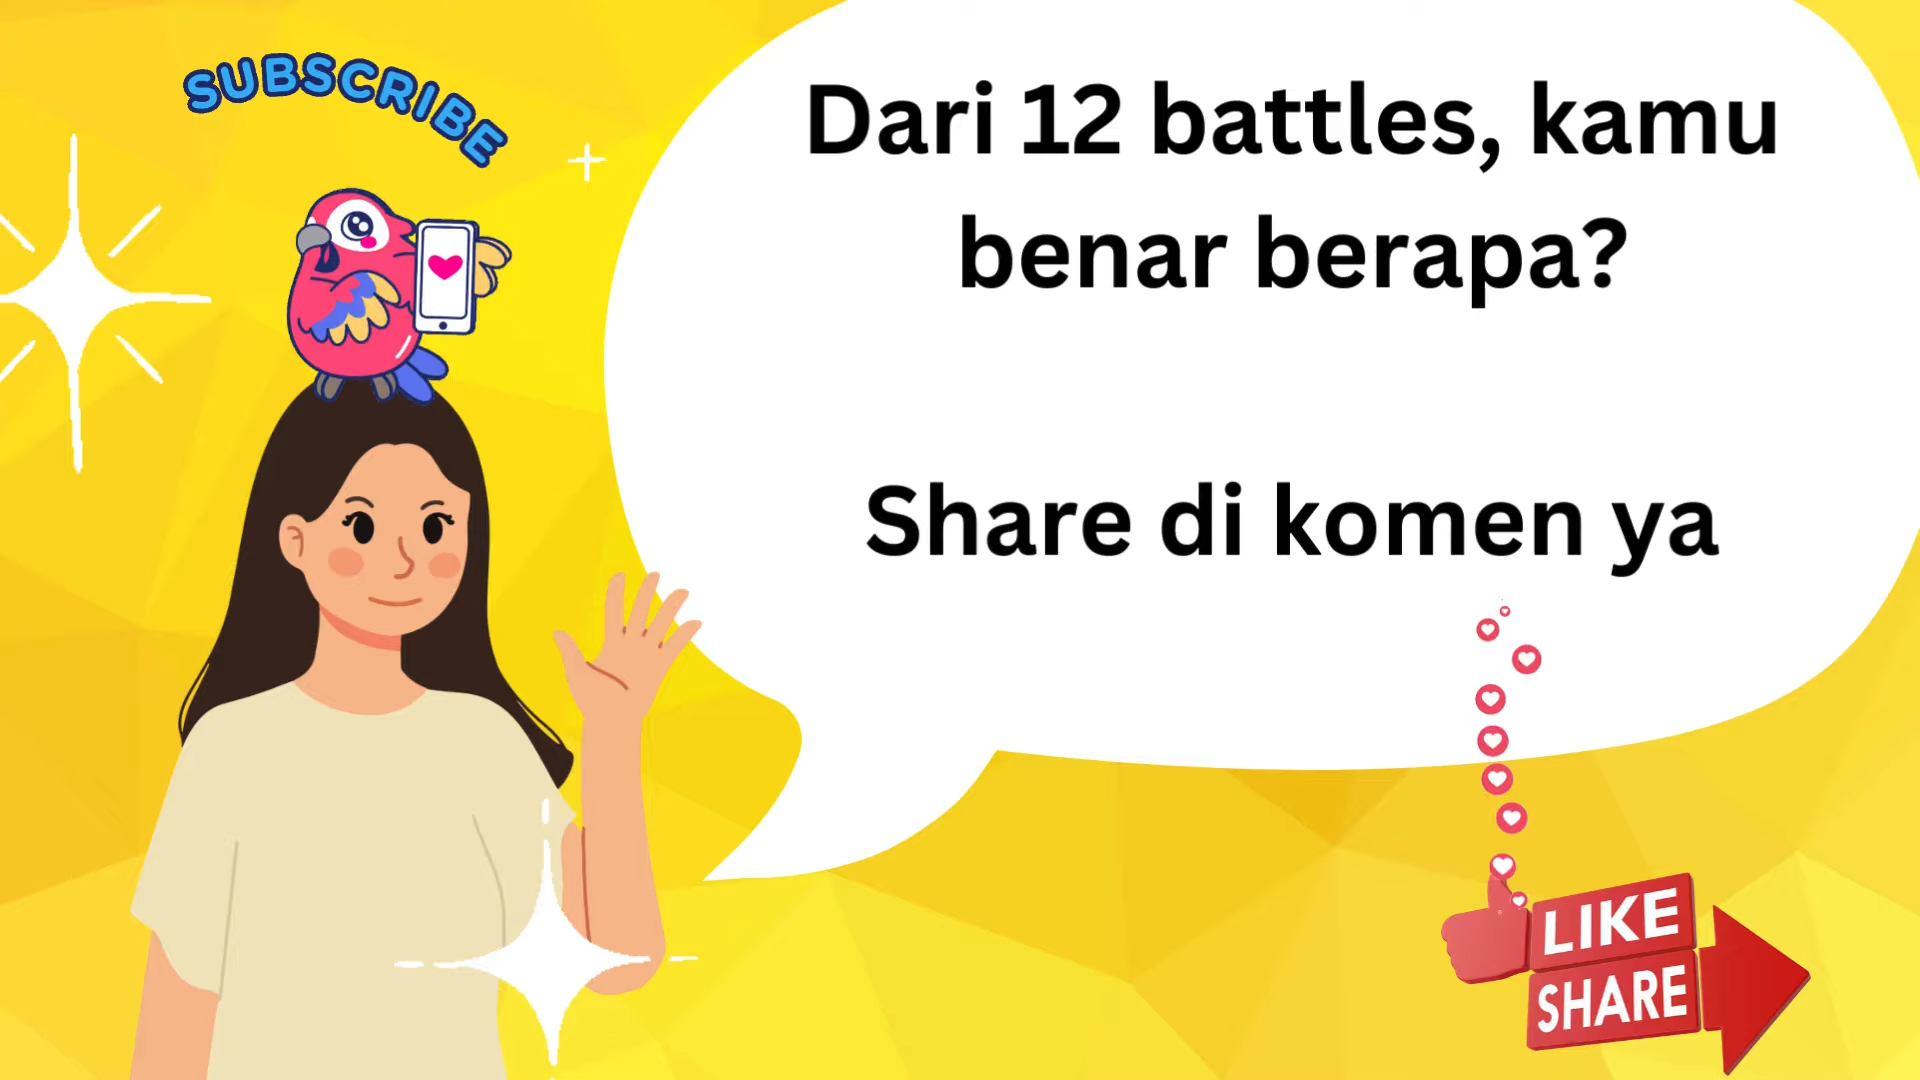 SUBSCRIBE
Dari 12 battles, kamu
benar berapa?
Share di komen ya
LIKE
SHARE